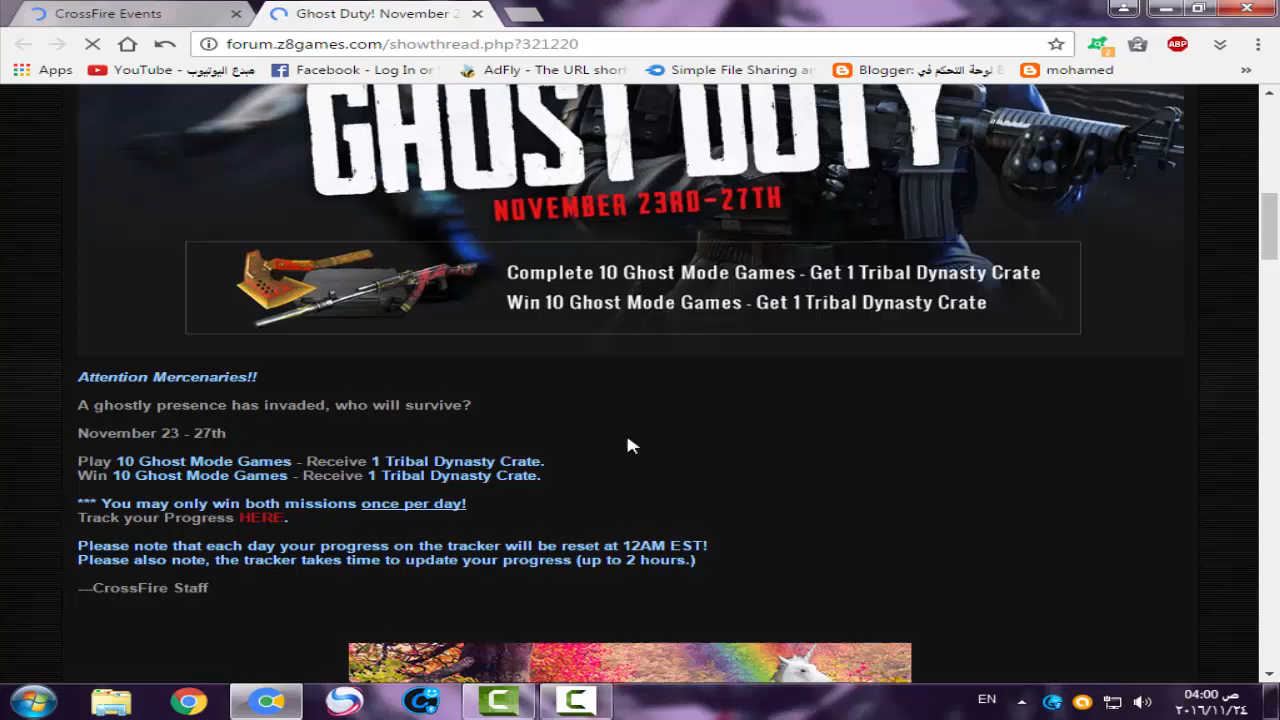 CrossFire Events
Ghost Duty! November 2
forum.z8games.com/showthread.php?321220
2
ABP
Apps
YouTube - مبدع اليوتيوب
Facebook - Log In or
AdFly - The URL short
Simple File Sharing an
Blogger: لوحة التحكم في
mohamed
GHOST DUTY
NOVEMBER 23RD-27TH
Complete 10 Ghost Mode Games - Get 1 Tribal Dynasty Crate
Win 10 Ghost Mode Games - Get 1 Tribal Dynasty Crate
Attention Mercenaries!!
A ghostly presence has invaded, who will survive?
November 23 - 27th
Play 10 Ghost Mode Games - Receive 1 Tribal Dynasty Crate.
Win 10 Ghost Mode Games - Receive 1 Tribal Dynasty Crate.
*** You may only win both missions once per day!
Track your Progress HERE.
Please note that each day your progress on the tracker will be reset at 12AM EST!
Please also note, the tracker takes time to update your progress (up to 2 hours.)
---CrossFire Staff
EN
04:00 ص
٢٠١٦/١١/٢٤